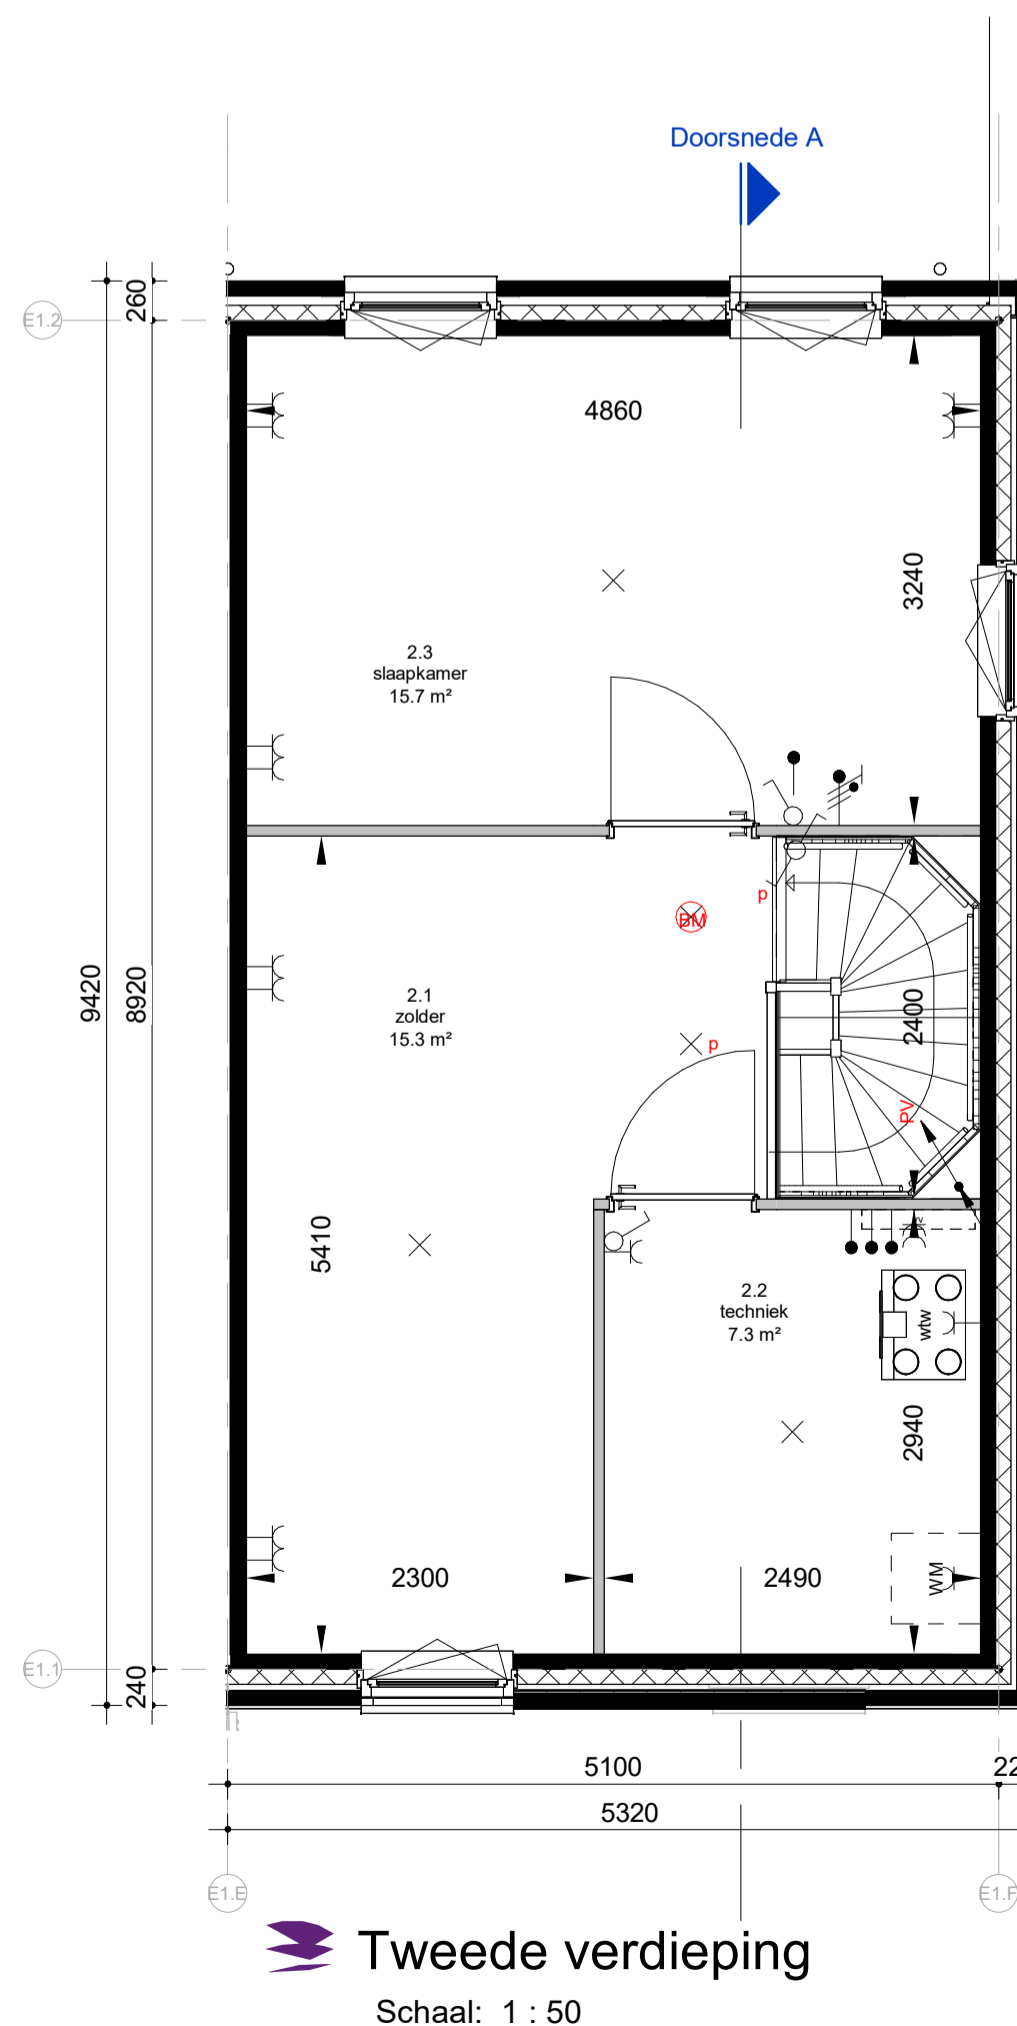 Doorsnede A
260
E1.2
4860
3240
2.3
slaapkamer
15.7 m²
BM
p
9420
8920
2.1
zolder
15.3 m²
2400
p
PV
5410
2.2
techniek
7.3 m²
wtw
2940
2300
2490
WM
E1.1
240
5100
22
5320
E1.E
E1.F
Tweede verdieping
Schaal: 1 : 50